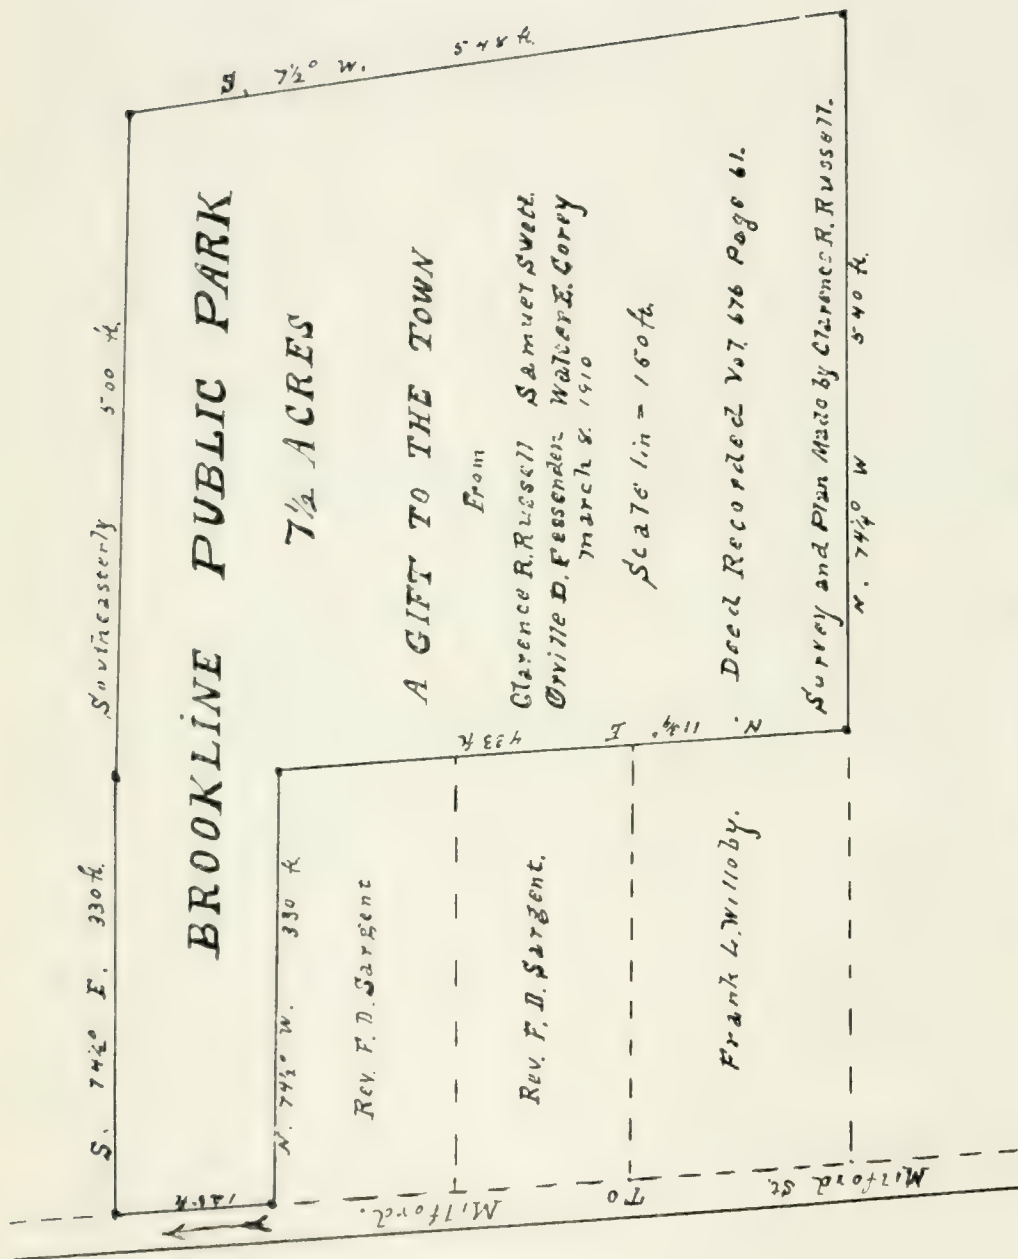 S. 74½° E. 330 ft.
Southeasterly 500 ft.
S. 7½° W. 548 ft.
BROOKLINE PUBLIC PARK
7½ ACRES
A GIFT TO THE TOWN
From
Clarence R. Russell Samuel Swett.
Orville D. Fessenden Walter E. Corey
March 8. 1910
Scale 1in = 160ft.
Deed Recorded Vol. 676 Page 61.
Survey and Plan Made by Clarence R. Russell.
N. 74¼° W 540 ft.
N. 11¾° E 433 ft
N. 74½° W. 330 ft
Rev. F. D. Sargent
Rev. F. D. Sargent.
Frank L. Willoby.
Milford St.
To
Milford.